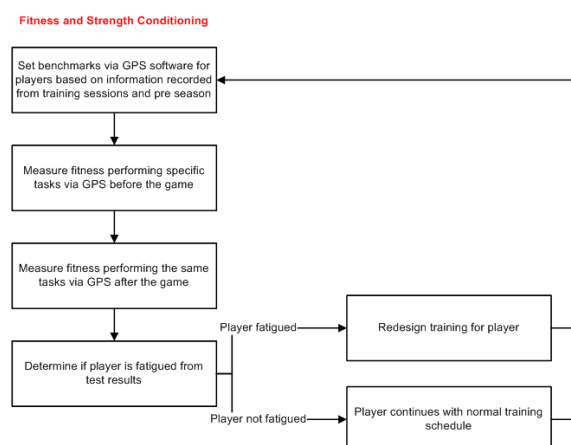 Fitness and Strength Conditioning
Set benchmarks via GPS software for
players based on information recorded
from training sessions and pre season
Measure fitness performing specific
tasks via GPS before the game
Measure fitness performing the same
tasks via GPS after the game
Determine if player is fatigued from
test results
Player fatigued
Redesign training for player
Player not fatigued
Player continues with normal training
schedule